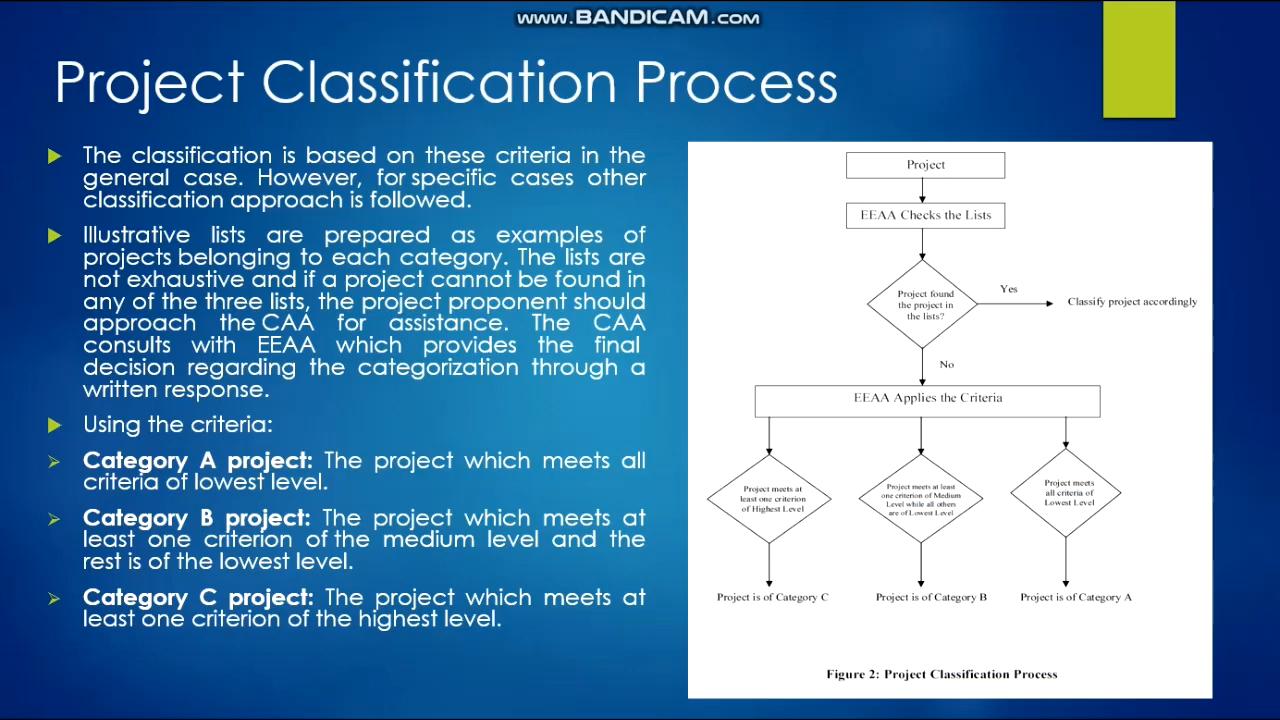 www.BANDICAM.com
Project Classification Process
The classification is based on these criteria in the
general case. However, for specific cases other
classification approach is followed.
Illustrative lists are prepared as examples of
projects belonging to each category. The lists are
not exhaustive and if a project cannot be found in
any of the three lists, the project proponent should
approach the CAA for assistance. The CAA
consults with EEAA which provides the final
decision regarding the categorization through a
written response.
Using the criteria:
Category A project: The project which meets all
criteria of lowest level.
Category B project: The project which meets at
least one criterion of the medium level and the
rest is of the lowest level.
Category C project: The project which meets at
least one criterion of the highest level.
Project
EEAA Checks the Lists
Project found
the project in
the lists?
Yes
Classify project accordingly
No
EEAA Applies the Criteria
Project meets at
least one criterion
of Highest Level
Project meets at least
one criterion of Medium
Level while all others
are of Lowest Level
Project meets
all criteria of
Lowest Level
Project is of Category C
Project is of Category B
Project is of Category A
Figure 2: Project Classification Process